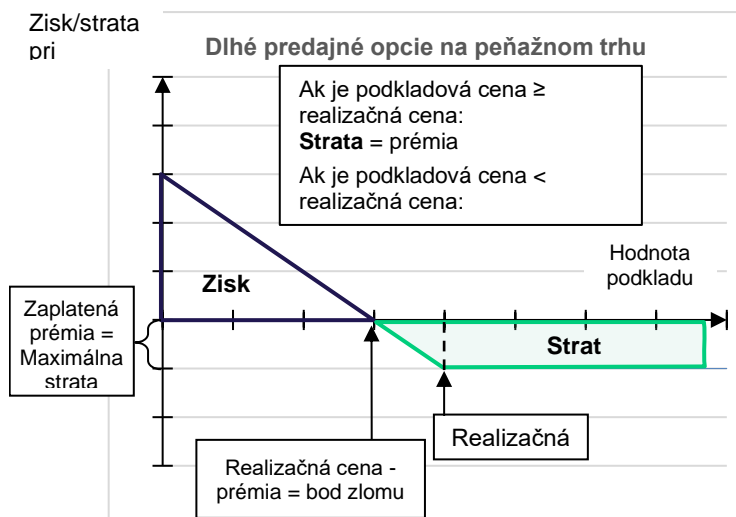 Zisk/strata
pri
Dlhé predajné opcie na peňažnom trhu
Ak je podkladová cena ≥
realizačná cena:
Strata = prémia
Ak je podkladová cena <
realizačná cena:
Hodnota
podkladu
Zisk
Zaplatená
prémia =
Maximálna
strata
Strat
Realizačná
Realizačná cena -
prémia = bod zlomu